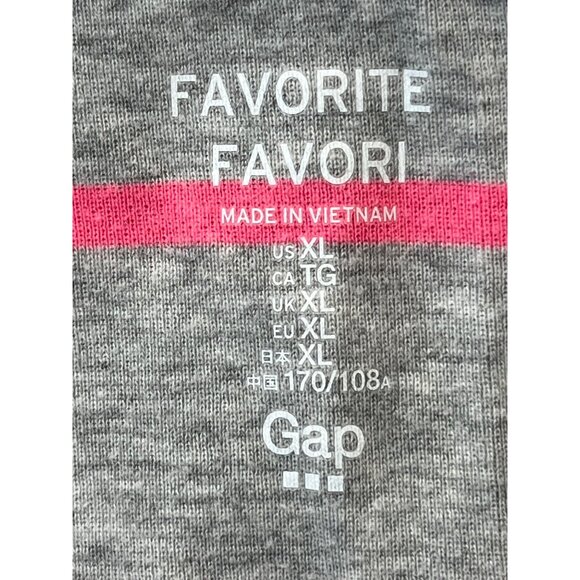 FAVORITE
FAVORI
MADE IN VIETNAM
US XL
CA TG
UK XL
EU XL
日本 XL
中国 170/108A
Gap